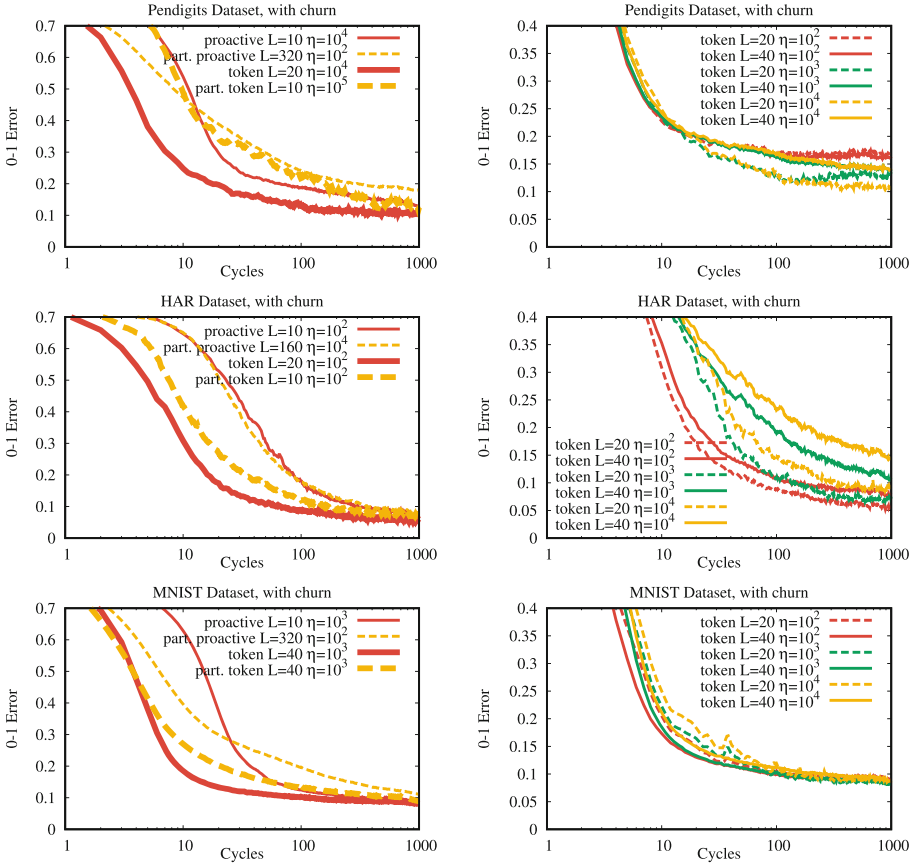 Pendigits Dataset, with churn
0-1 Error
0.7
0.6
0.5
0.4
0.3
0.2
0.1
0
proactive L=10 η=10^4
part. proactive L=320 η=10^2
token L=20 η=10^4
part. token L=10 η=10^5
1 10 100 1000
Cycles
Pendigits Dataset, with churn
0-1 Error
0.4
0.35
0.3
0.25
0.2
0.15
0.1
0.05
0
token L=20 η=10^2
token L=40 η=10^2
token L=20 η=10^3
token L=40 η=10^3
token L=20 η=10^4
token L=40 η=10^4
1 10 100 1000
Cycles
HAR Dataset, with churn
0-1 Error
0.7
0.6
0.5
0.4
0.3
0.2
0.1
0
proactive L=10 η=10^2
part. proactive L=160 η=10^4
token L=20 η=10^2
part. token L=10 η=10^2
1 10 100 1000
Cycles
HAR Dataset, with churn
0-1 Error
0.4
0.35
0.3
0.25
0.2
0.15
0.1
0.05
0
token L=20 η=10^2
token L=40 η=10^2
token L=20 η=10^3
token L=40 η=10^3
token L=20 η=10^4
token L=40 η=10^4
1 10 100 1000
Cycles
MNIST Dataset, with churn
0-1 Error
0.7
0.6
0.5
0.4
0.3
0.2
0.1
0
proactive L=10 η=10^3
part. proactive L=320 η=10^2
token L=40 η=10^3
part. token L=40 η=10^3
1 10 100 1000
Cycles
MNIST Dataset, with churn
0-1 Error
0.4
0.35
0.3
0.25
0.2
0.15
0.1
0.05
0
token L=20 η=10^2
token L=40 η=10^2
token L=20 η=10^3
token L=40 η=10^3
token L=20 η=10^4
token L=40 η=10^4
1 10 100 1000
Cycles